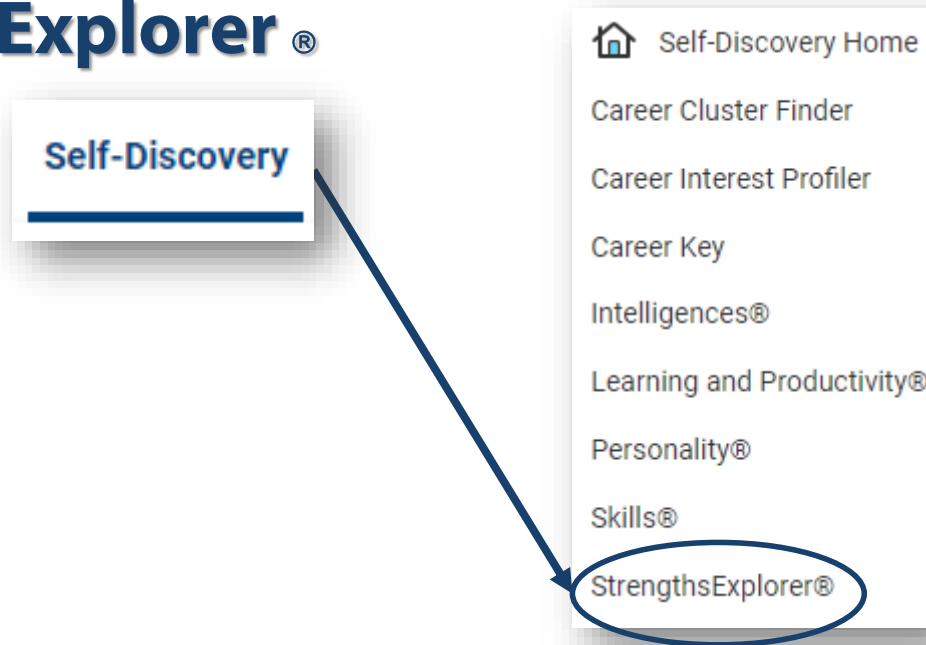 Explorer ®
Self-Discovery
Self-Discovery Home
Career Cluster Finder
Career Interest Profiler
Career Key
Intelligences®
Learning and Productivity®
Personality®
Skills®
StrengthsExplorer®